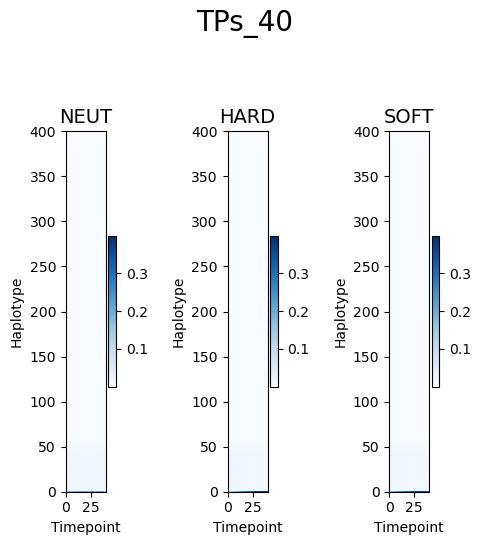 TPs_40
NEUT HARD SOFT
400 400 400
350 350 350
300 300 300
250 250 250
200 200 200
150 150 150
100 100 100
50 50 50
0 0 0
0.3 0.3 0.3
0.2 0.2 0.2
0.1 0.1 0.1
Haplotype Haplotype Haplotype
0 25 0 25 0 25
Timepoint Timepoint Timepoint